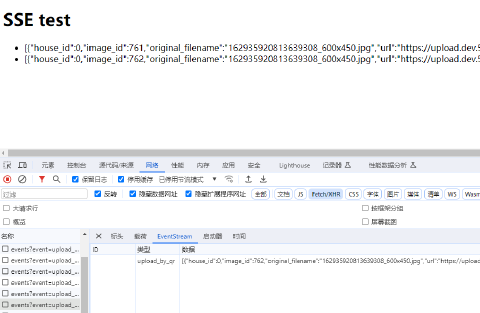 SSE test
[{"house_id":0,"image_id":761,"original_filename":"162935920813639308_600x450.jpg","url":"https://upload.dev.
[{"house_id":0,"image_id":762,"original_filename":"162935920813639308_600x450.jpg","url":"https://upload.dev.
元素 控制台 源代码/来源 网络 性能 内存 应用 安全 Lighthouse 记录器 性能数据分析
保留日志 停用缓存 已停用节流模式
过滤 反转 隐藏数据网址 隐藏扩展程序网址 全部 文档 JS Fetch/XHR CSS 字体 图片 媒体 清单 WS Wasm
大请求行 按框架分组
概览 屏幕截图
名称 标头 载荷 EventStream 启动器 时间
events?event=upload_... ID 类型 数据
events?event=upload_... upload_by_qr [{"house_id":0,"image_id":762,"original_filename":"162935920813639308_600x450.jpg","url":"https://uploa
events?event=upload_...
events?event=upload_...
events?event=upload_...
events?event=upload_...